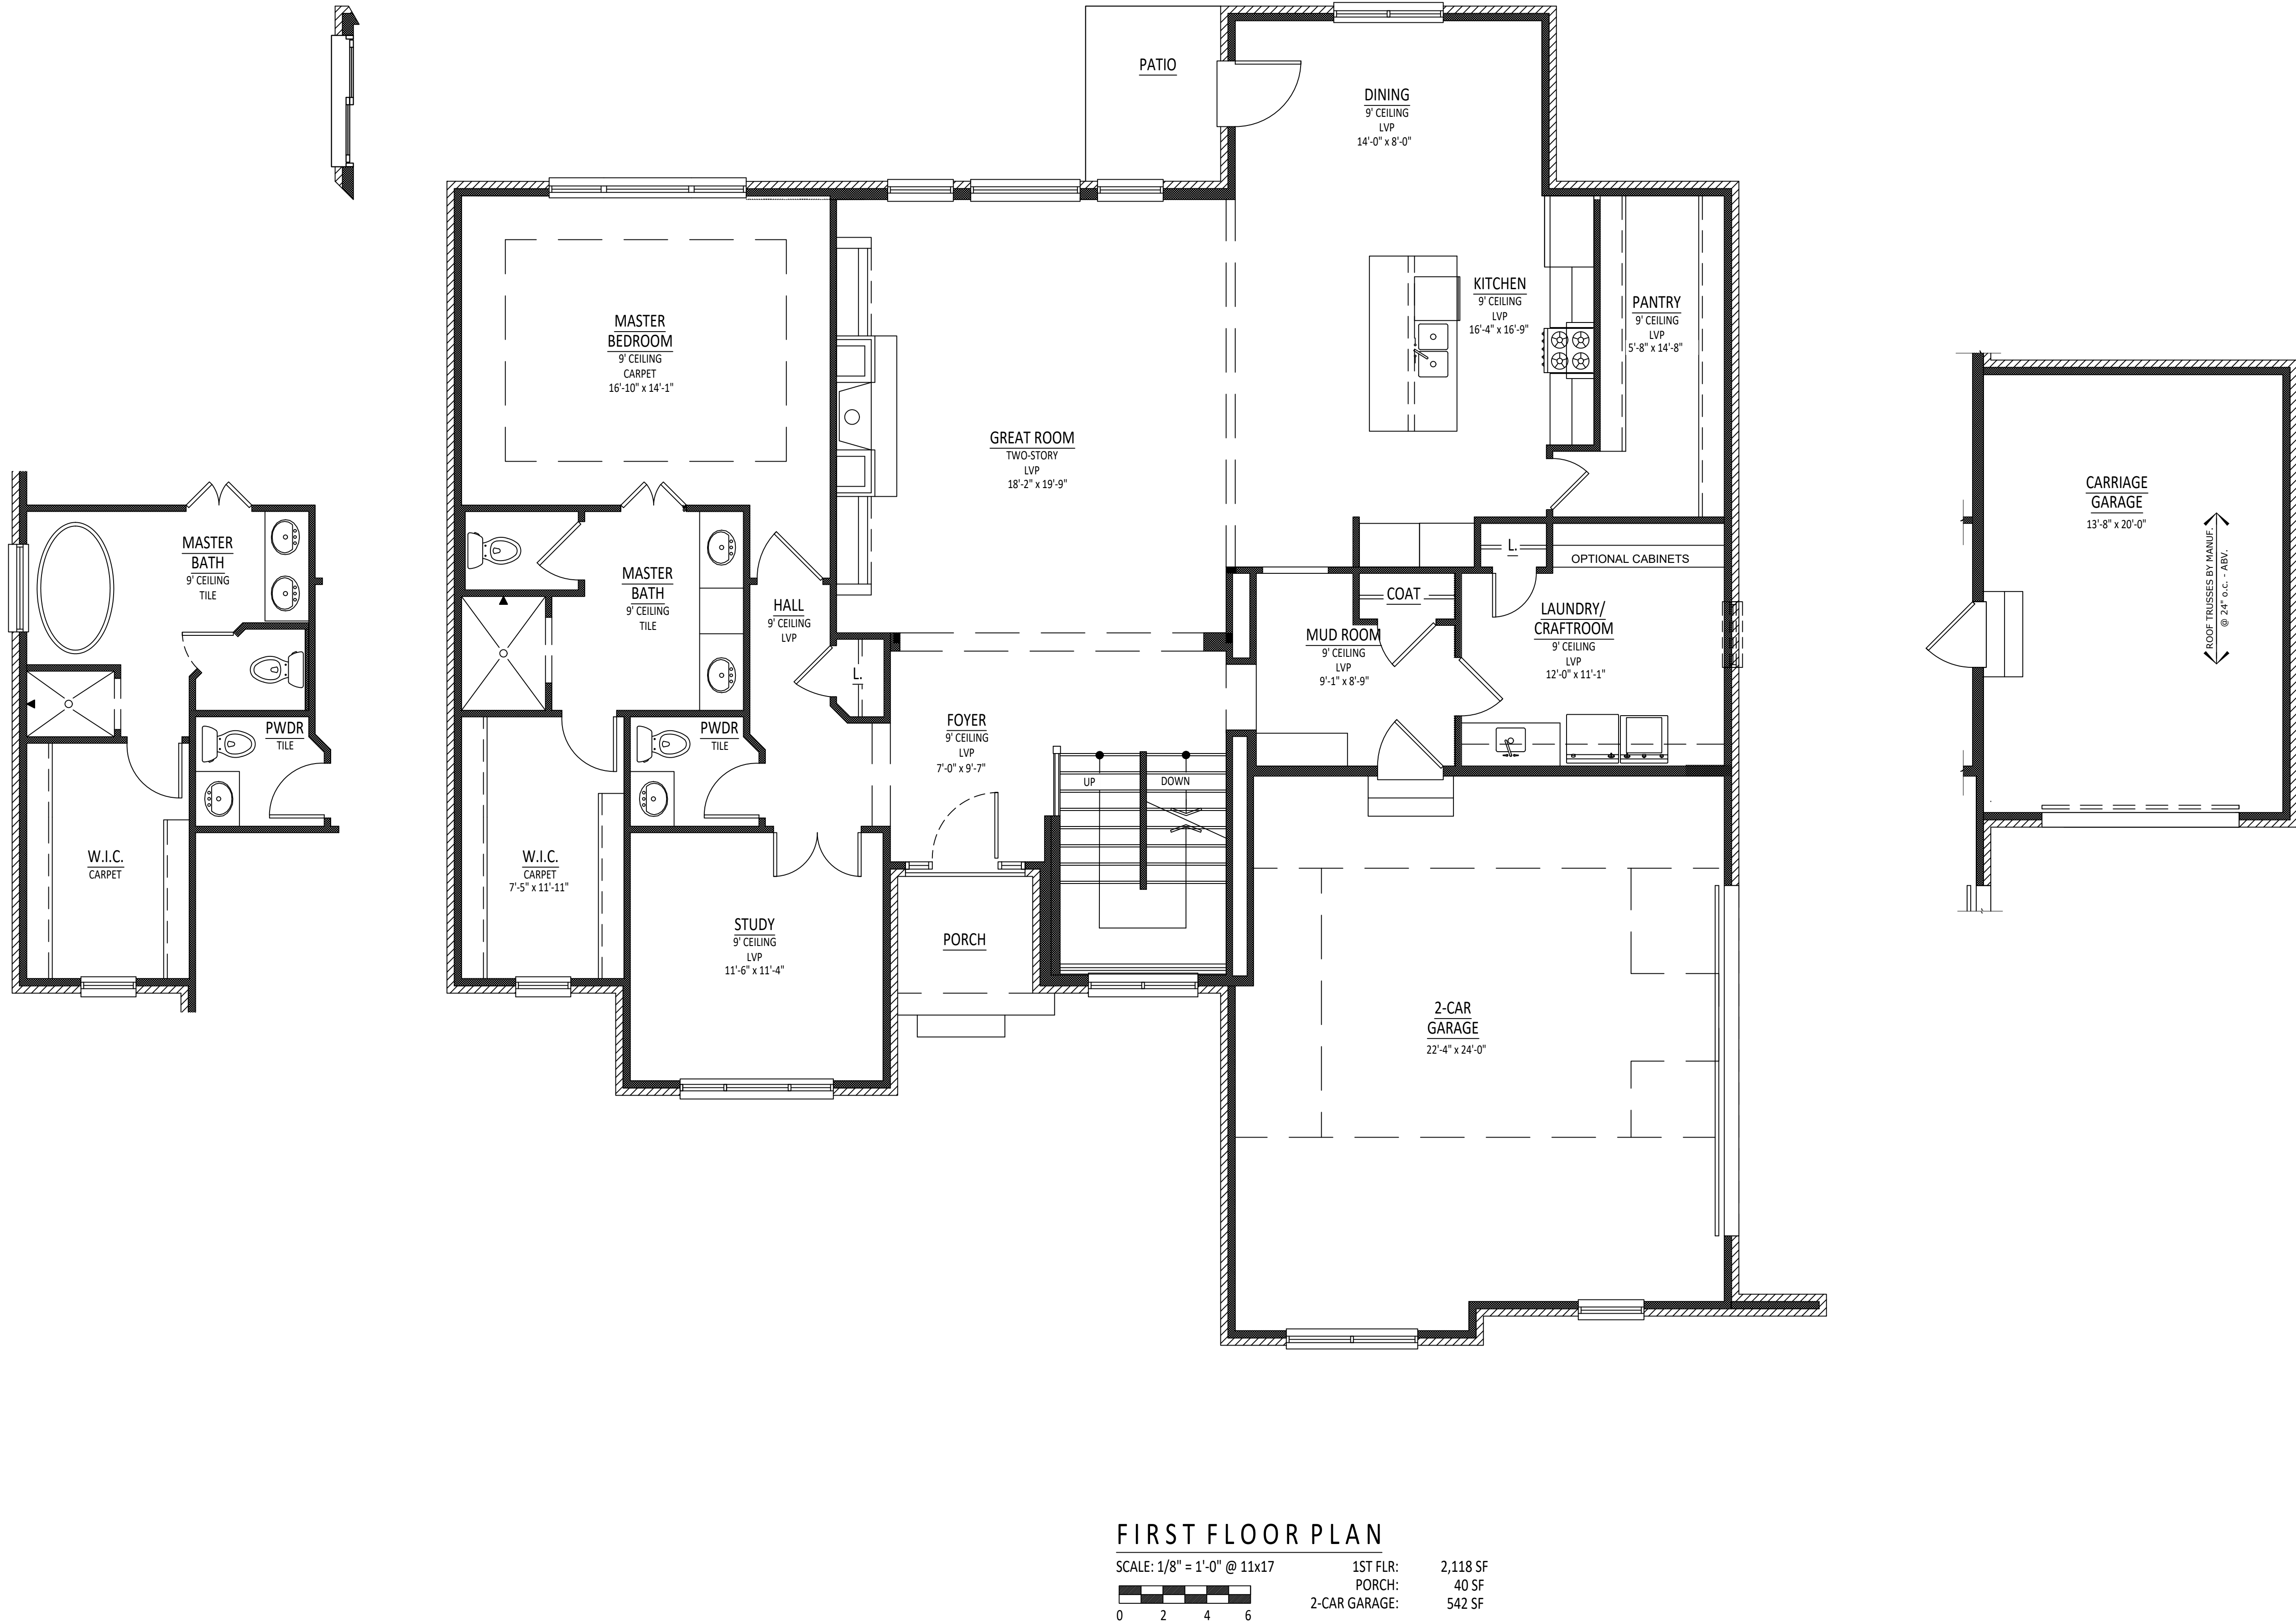 PATIO
DINING
9' CEILING
LVP
14'-0" x 8'-0"
MASTER
BEDROOM
9' CEILING
CARPET
16'-10" x 14'-1"
GREAT ROOM
TWO-STORY
LVP
18'-2" x 19'-9"
KITCHEN
9' CEILING
LVP
16'-4" x 16'-9"
PANTRY
9' CEILING
LVP
5'-8" x 14'-8"
MASTER
BATH
9' CEILING
TILE
PWDR
TILE
W.I.C.
CARPET
MASTER
BATH
9' CEILING
TILE
HALL
9' CEILING
LVP
L.
PWDR
TILE
W.I.C.
CARPET
7'-5" x 11'-11"
STUDY
9' CEILING
LVP
11'-6" x 11'-4"
FOYER
9' CEILING
LVP
7'-0" x 9'-7"
PORCH
UP
DOWN
MUD ROOM
9' CEILING
LVP
9'-1" x 8'-9"
COAT
L.
OPTIONAL CABINETS
LAUNDRY/
CRAFTROOM
9' CEILING
LVP
12'-0" x 11'-1"
2-CAR
GARAGE
22'-4" x 24'-0"
CARRIAGE
GARAGE
13'-8" x 20'-0"
ROOF TRUSSES BY MANUF.
@ 24" o.c. - ABV.
FIRST FLOOR PLAN
SCALE: 1/8" = 1'-0" @ 11x17
0 2 4 6
1ST FLR: 2,118 SF
PORCH: 40 SF
2-CAR GARAGE: 542 SF